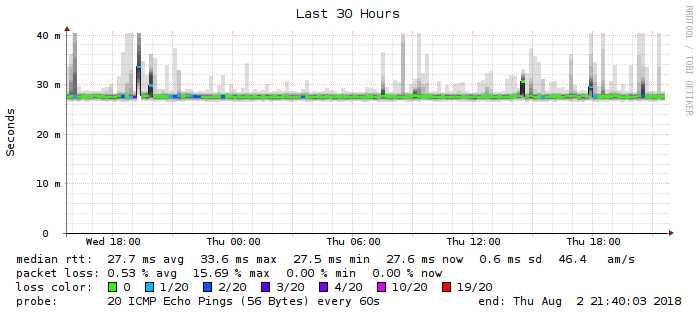 Last 30 Hours
RRDTOOL / TOBI OETIKER
Seconds
40 m
30 m
20 m
10 m
0
Wed 18:00 Thu 00:00 Thu 06:00 Thu 12:00 Thu 18:00
median rtt: 27.7 ms avg 33.6 ms max 27.5 ms min 27.6 ms now 0.6 ms sd 46.4 am/s
packet loss: 0.53 % avg 15.69 % max 0.00 % min 0.00 % now
loss color: 0 1/20 2/20 3/20 4/20 10/20 19/20
probe: 20 ICMP Echo Pings (56 Bytes) every 60s end: Thu Aug 2 21:40:03 2018